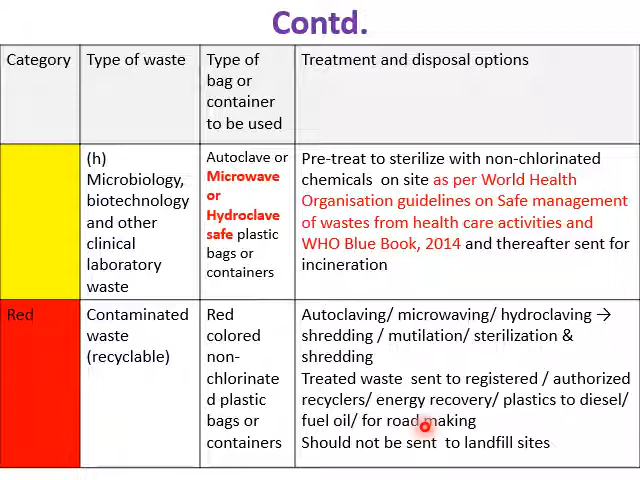 Contd.
Category
Type of waste
Type of
bag or
container
to be used
Treatment and disposal options
(h)
Microbiology,
biotechnology
and other
clinical
laboratory
waste
Autoclave or
Microwave
or
Hydroclave
safe plastic
bags or
containers
Pre-treat to sterilize with non-chlorinated
chemicals on site as per World Health
Organisation guidelines on Safe management
of wastes from health care activities and
WHO Blue Book, 2014 and thereafter sent for
incineration
Red
Contaminated
waste
(recyclable)
Red
colored
non-
chlorinate
d plastic
bags or
containers
Autoclaving/ microwaving/ hydroclaving →
shredding / mutilation/ sterilization &
shredding
Treated waste sent to registered / authorized
recyclers/ energy recovery/ plastics to diesel/
fuel oil/ for road making
Should not be sent to landfill sites